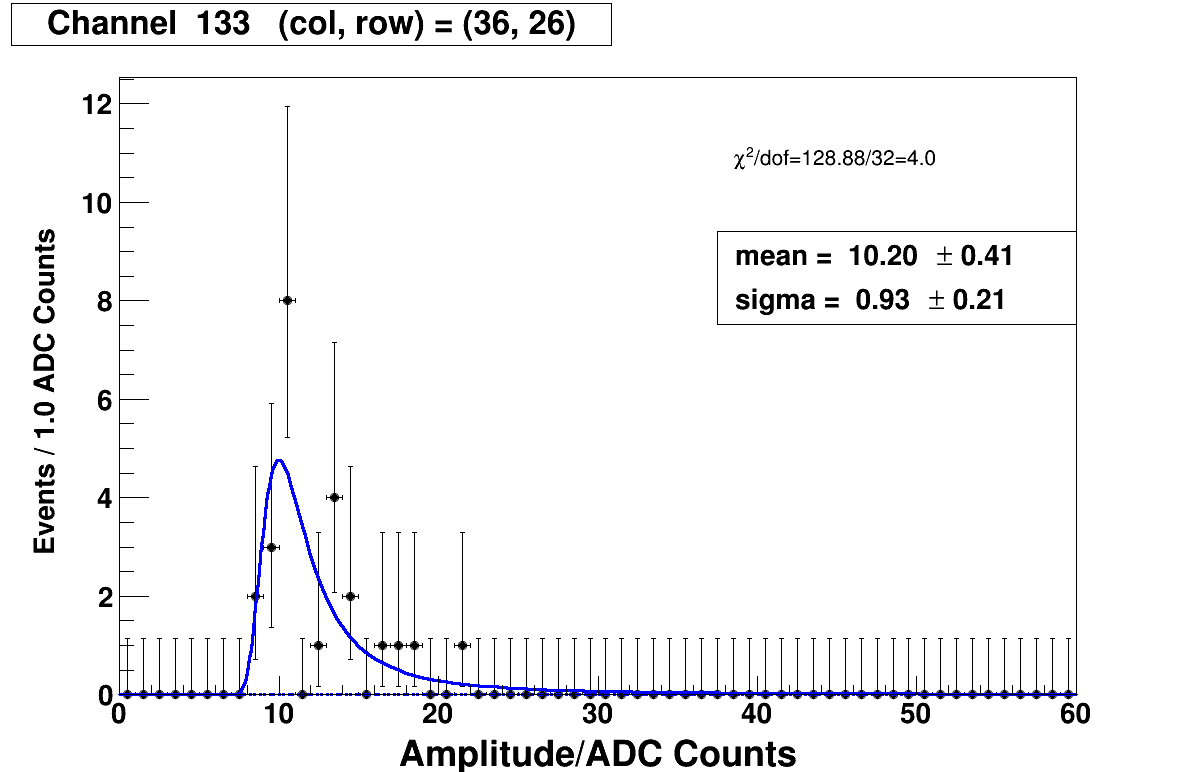 Channel 133 (col, row) = (36, 26)
Events / 1.0 ADC Counts
12
10
8
6
4
2
0
χ²/dof=128.88/32=4.0
mean = 10.20 ± 0.41
sigma = 0.93 ± 0.21
0 10 20 30 40 50 60
Amplitude/ADC Counts